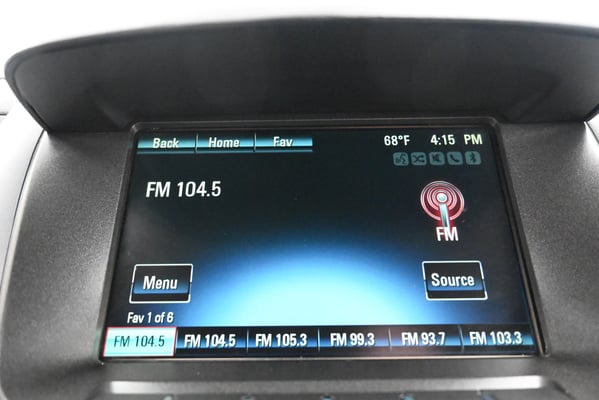 Back Home Fav 68°F 4:15 PM
FM 104.5
FM
Menu Source
Fav 1 of 6
FM 104.5 FM 104.5 FM 105.3 FM 99.3 FM 93.7 FM 103.3